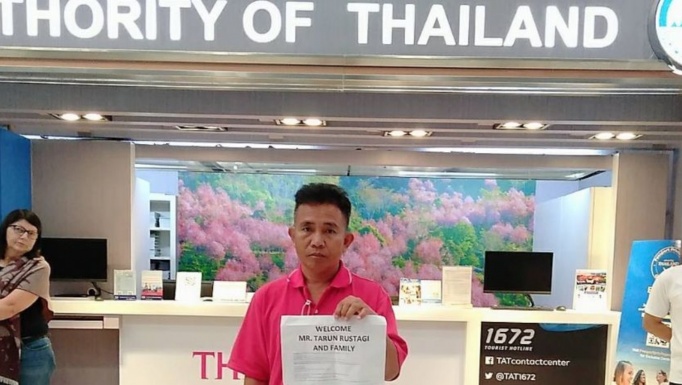 THORITY OF THAILAND
WELCOME
MR. TARUN RUSTAGI
AND FAMILY
TH
1672
TOURIST HOTLINE
TATcontactcenter
@TAT1672